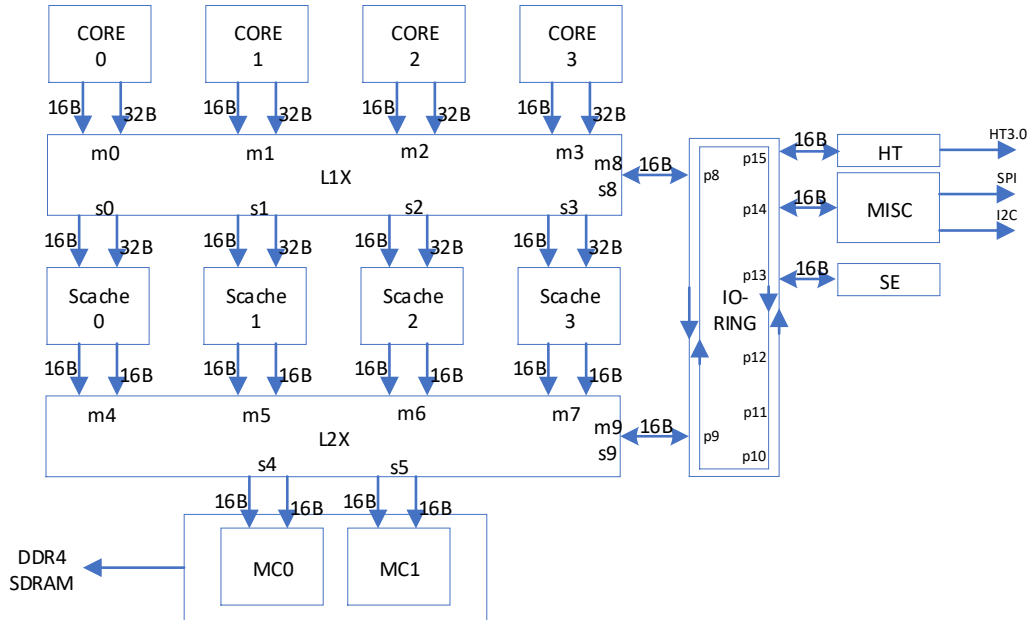 CORE
0
CORE
1
CORE
2
CORE
3
16B
32B
16B
32B
16B
32B
16B
32B
m0
m1
m2
m3
L1X
m8
s8
16B
s0
s1
s2
s3
16B
32B
16B
32B
16B
32B
16B
32B
Scache
0
Scache
1
Scache
2
Scache
3
16B
16B
16B
16B
16B
16B
16B
16B
m4
m5
m6
m7
L2X
m9
s9
16B
s4
s5
16B
16B
16B
16B
MC0
MC1
DDR4
SDRAM
p8
p15
p14
p13
IO-
RING
p12
p11
p9
p10
16B
HT
HT3.0
16B
MISC
SPI
I2C
16B
SE